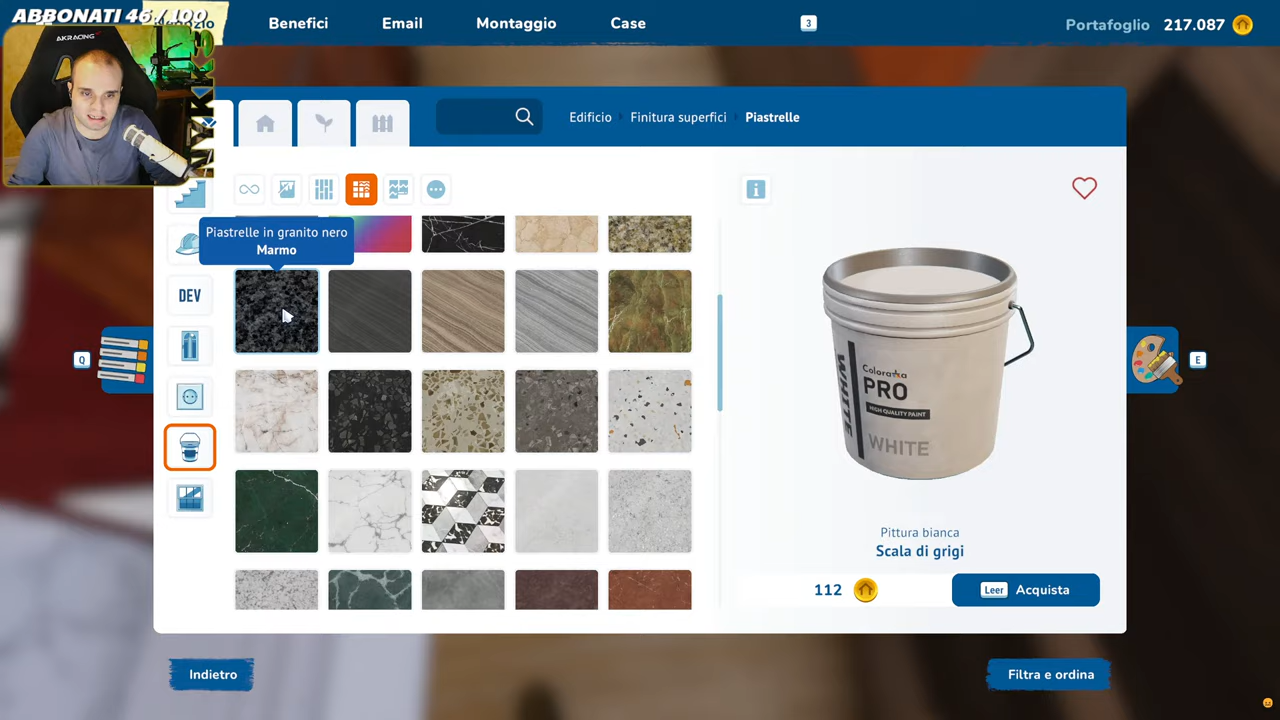 ABBONATI 46/100
Benefici
Email
Montaggio
Case
3
Portafoglio 217.087
AKRACING
Edificio
Finitura superfici
Piastrelle
Piastrelle in granito nero
Marmo
DEV
Q
E
WHITE
Colorama
PRO
HIGH QUALITY PAINT
WHITE
Pittura bianca
Scala di grigi
112
Leer Acquista
Indietro
Filtra e ordina